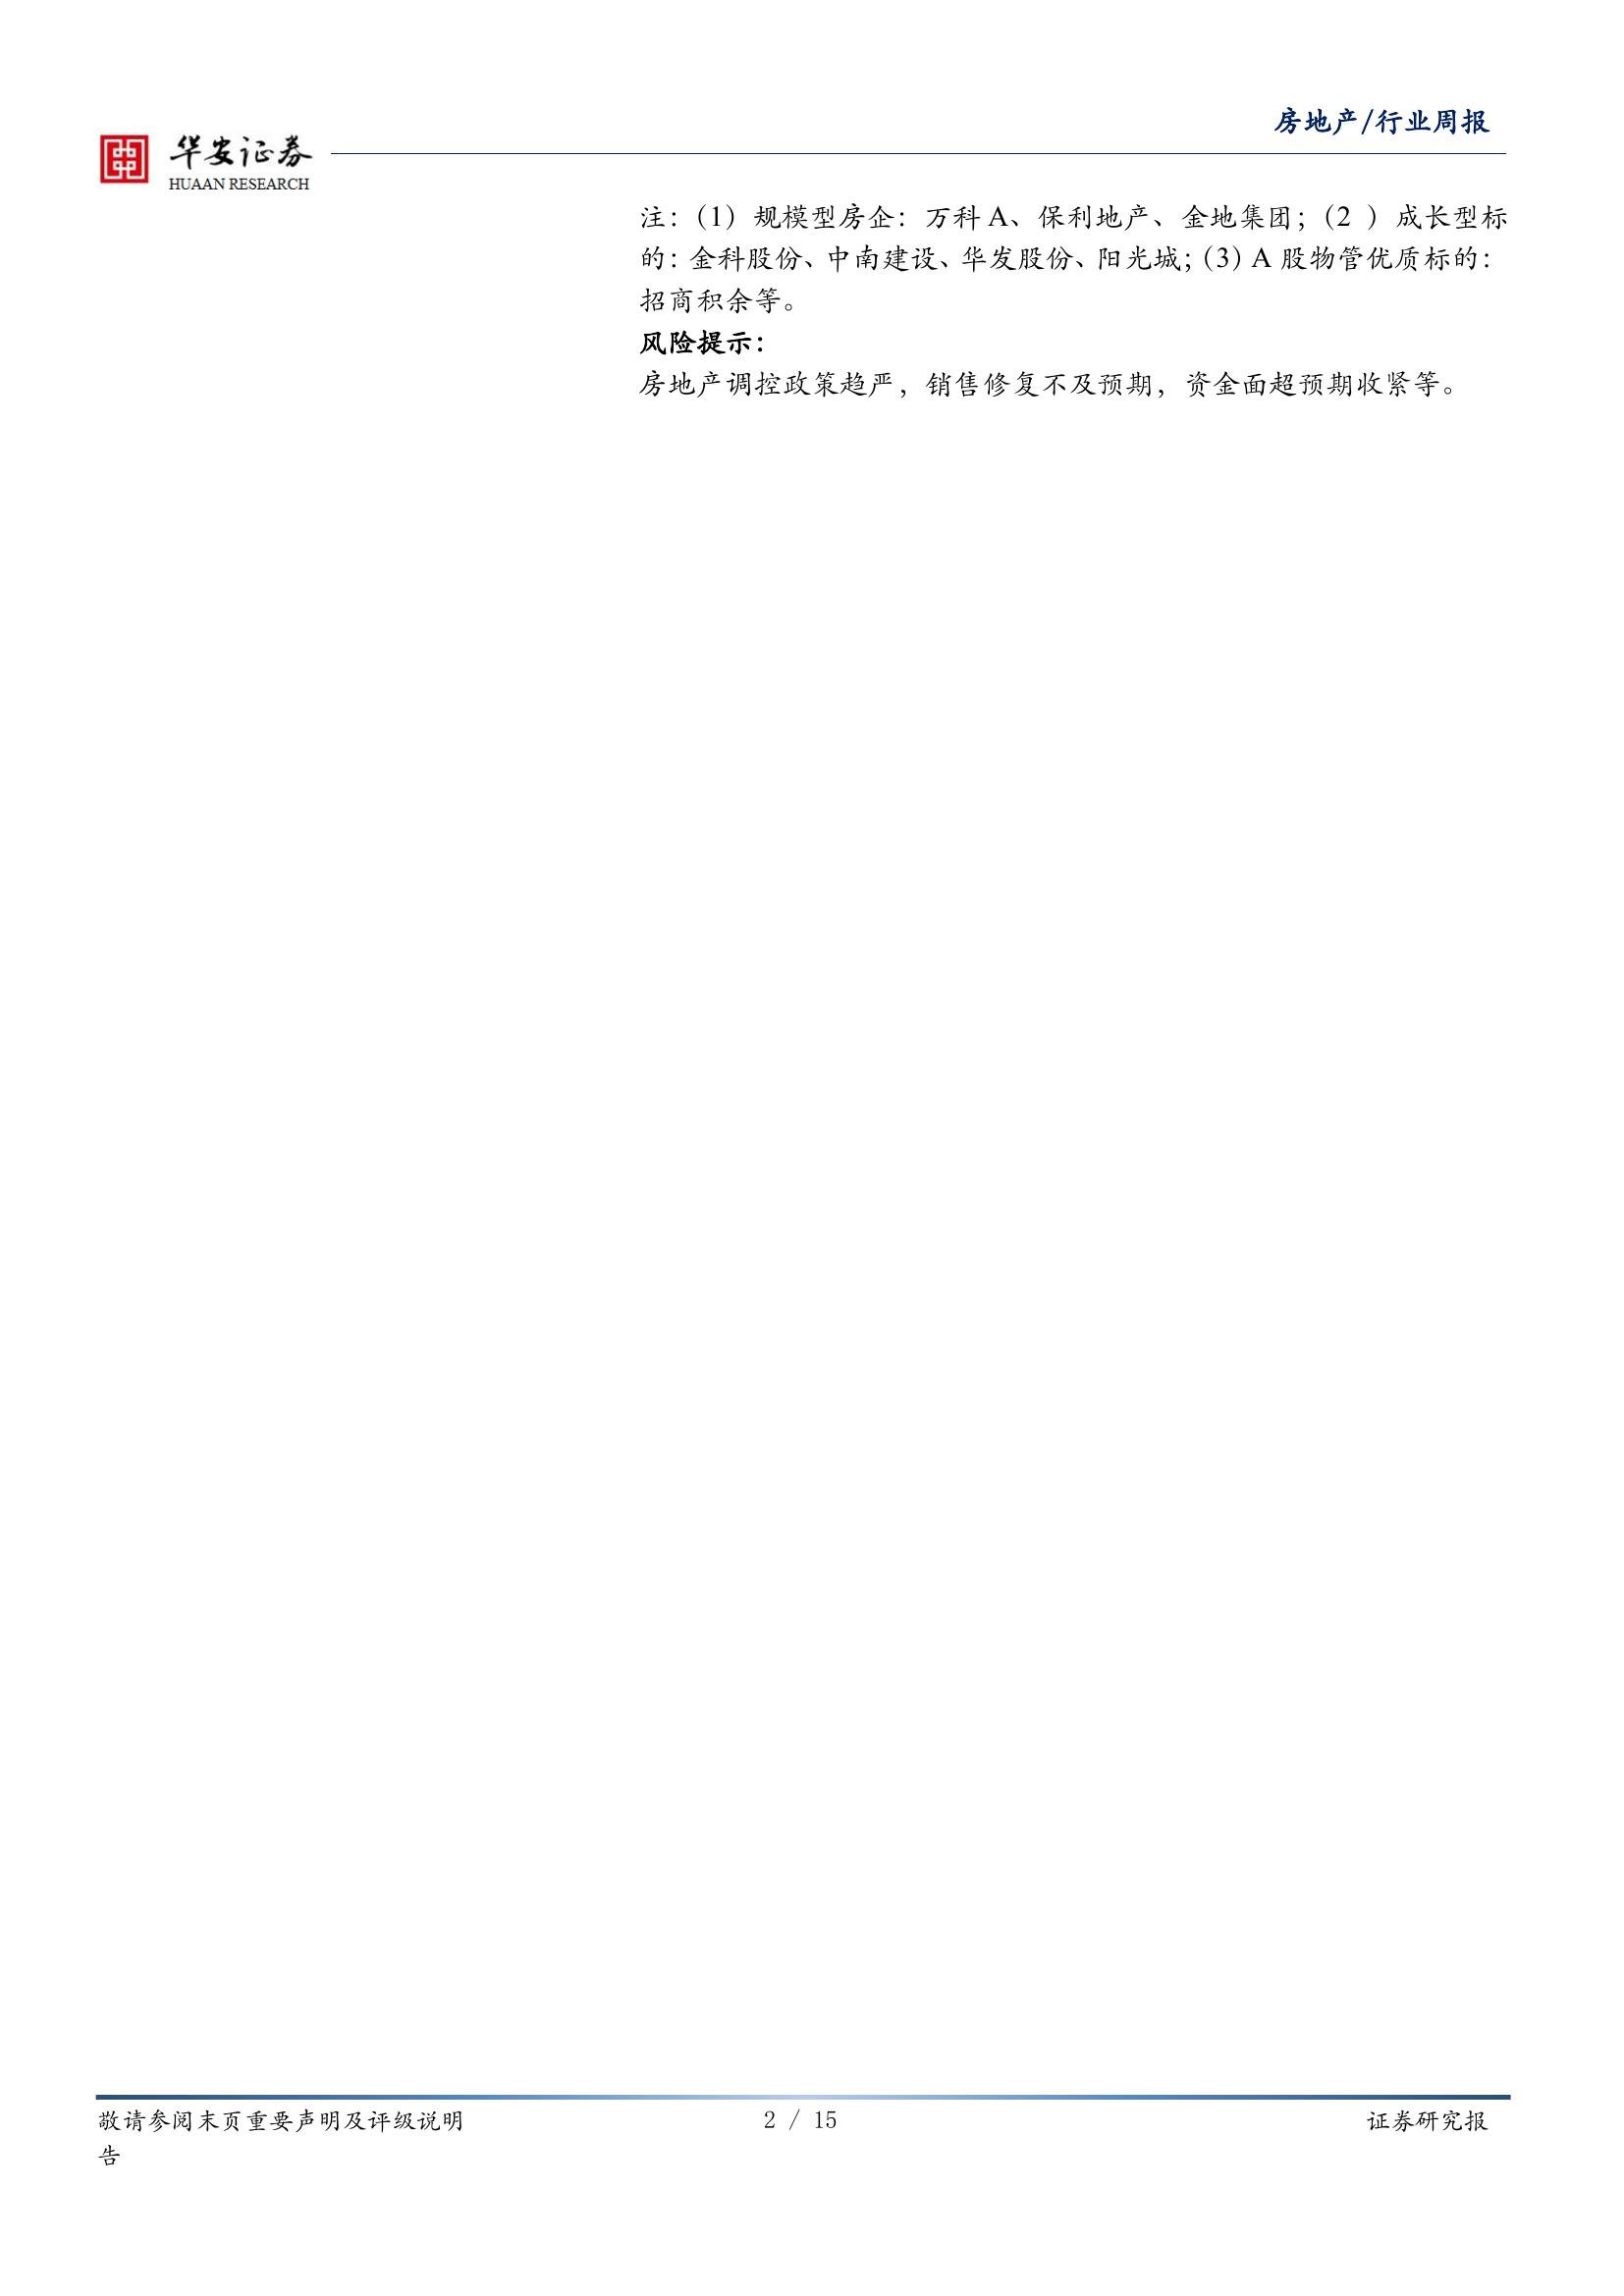 房地产/行业周报
华安证券
HUAAN RESEARCH
注：（1）规模型房企：万科 A、保利地产、金地集团；（2 ）成长型标
的：金科股份、中南建设、华发股份、阳光城；（3）A 股物管优质标的：
招商积余等。
风险提示：
房地产调控政策趋严，销售修复不及预期，资金面超预期收紧等。
敬请参阅末页重要声明及评级说明 2 / 15 证券研究报
告